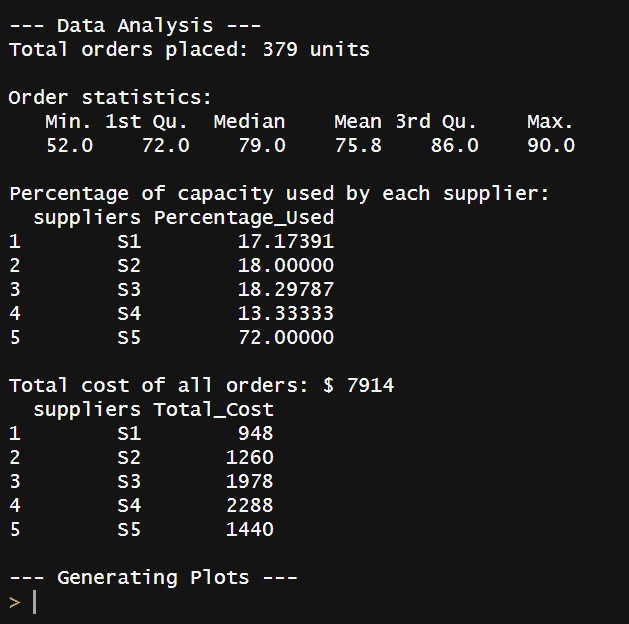 --- Data Analysis ---
Total orders placed: 379 units
Order statistics:
   Min. 1st Qu.  Median    Mean 3rd Qu.    Max.
   52.0    72.0    79.0    75.8    86.0    90.0
Percentage of capacity used by each supplier:
  suppliers Percentage_Used
1        S1        17.17391
2        S2        18.00000
3        S3        18.29787
4        S4        13.33333
5        S5        72.00000
Total cost of all orders: $ 7914
  suppliers Total_Cost
1        S1        948
2        S2       1260
3        S3       1978
4        S4       2288
5        S5       1440
--- Generating Plots ---
>